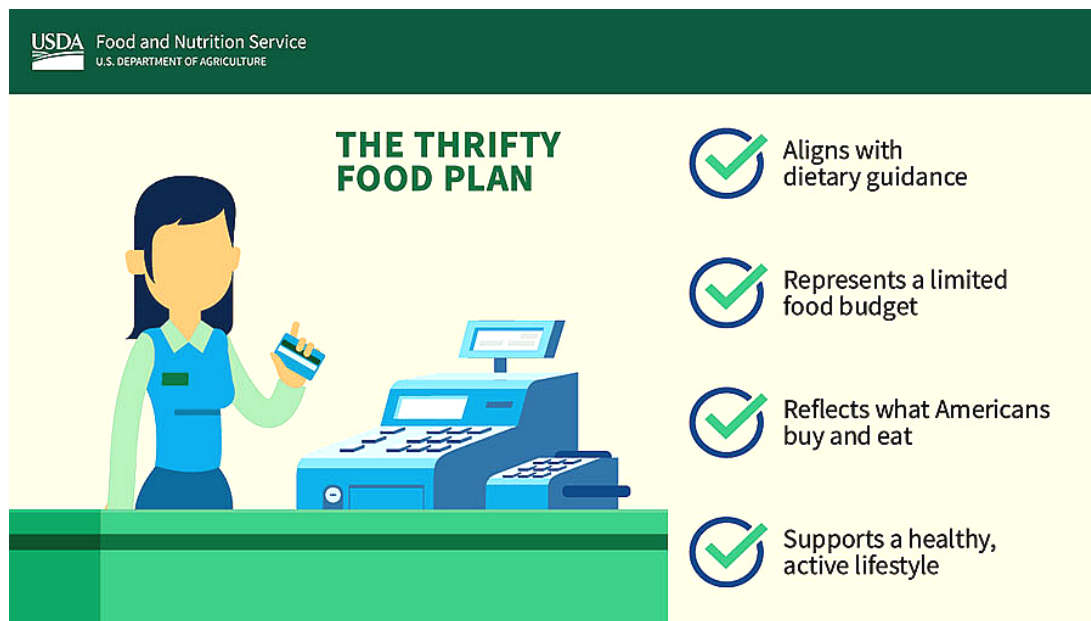 USDA Food and Nutrition Service
U.S. DEPARTMENT OF AGRICULTURE
THE THRIFTY
FOOD PLAN
Aligns with
dietary guidance
Represents a limited
food budget
Reflects what Americans
buy and eat
Supports a healthy,
active lifestyle